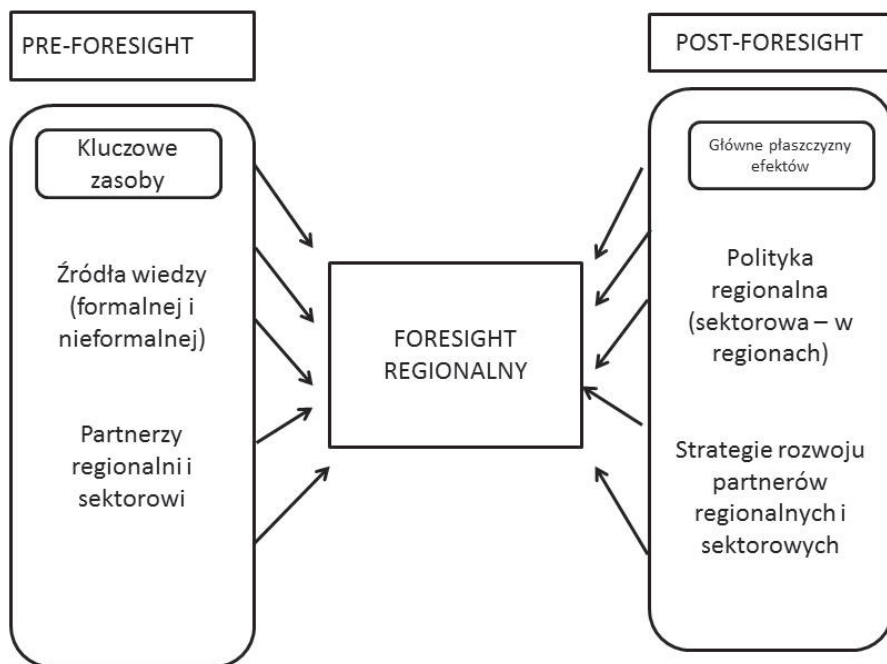 PRE-FORESIGHT
Kluczowe
zasoby
Źródła wiedzy
(formalnej i
nieformalnej)
Partnerzy
regionalni i
sektorowi
FORESIGHT
REGIONALNY
POST-FORESIGHT
Główne płaszczyzny
efektów
Polityka
regionalna
(sektorowa – w
regionach)
Strategie rozwoju
partnerów
regionalnych i
sektorowych